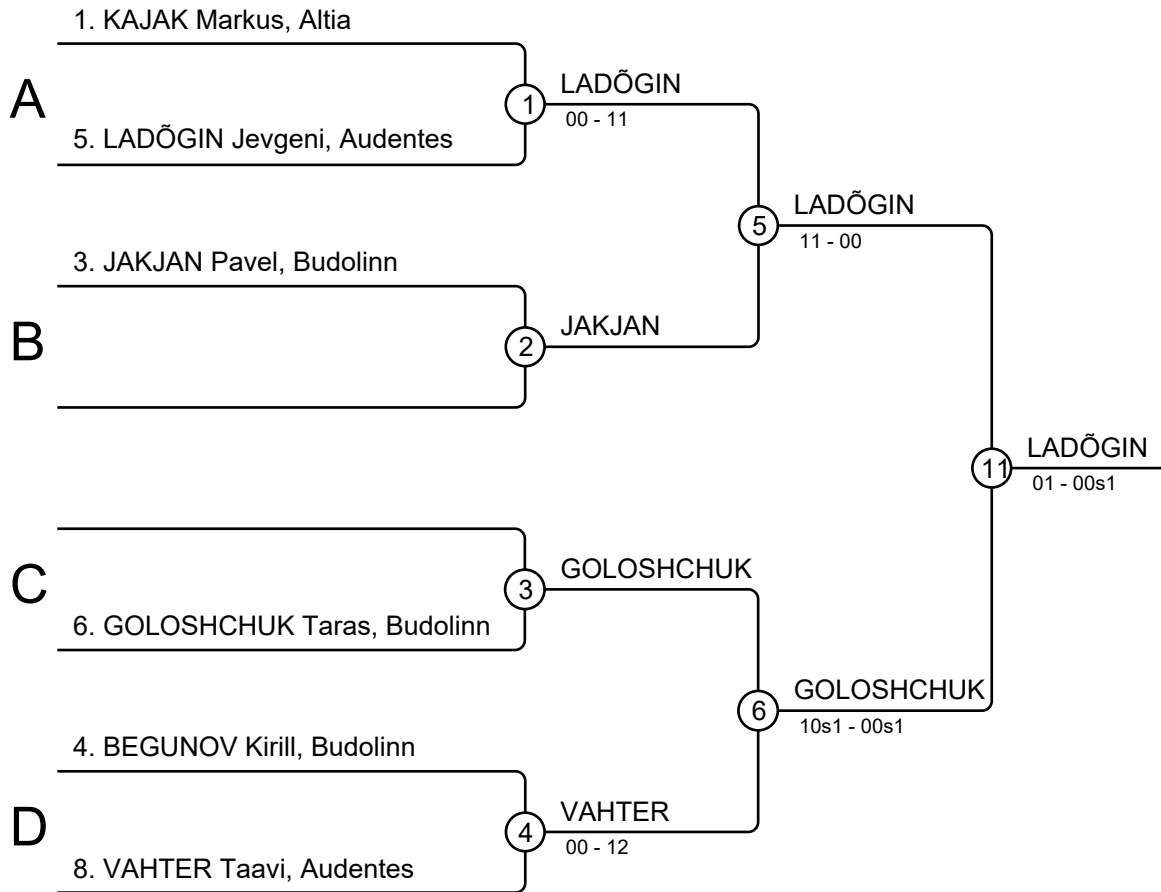 1. KAJAK Markus, Altia
A
1
LADÕGIN
00 - 11
5. LADÕGIN Jevgeni, Audentes
5
LADÕGIN
11 - 00
3. JAKJAN Pavel, Budolinn
B
2
JAKJAN
11
LADÕGIN
01 - 00s1
C
3
GOLOSHCHUK
6. GOLOSHCHUK Taras, Budolinn
6
GOLOSHCHUK
10s1 - 00s1
4. BEGUNOV Kirill, Budolinn
D
4
VAHTER
00 - 12
8. VAHTER Taavi, Audentes